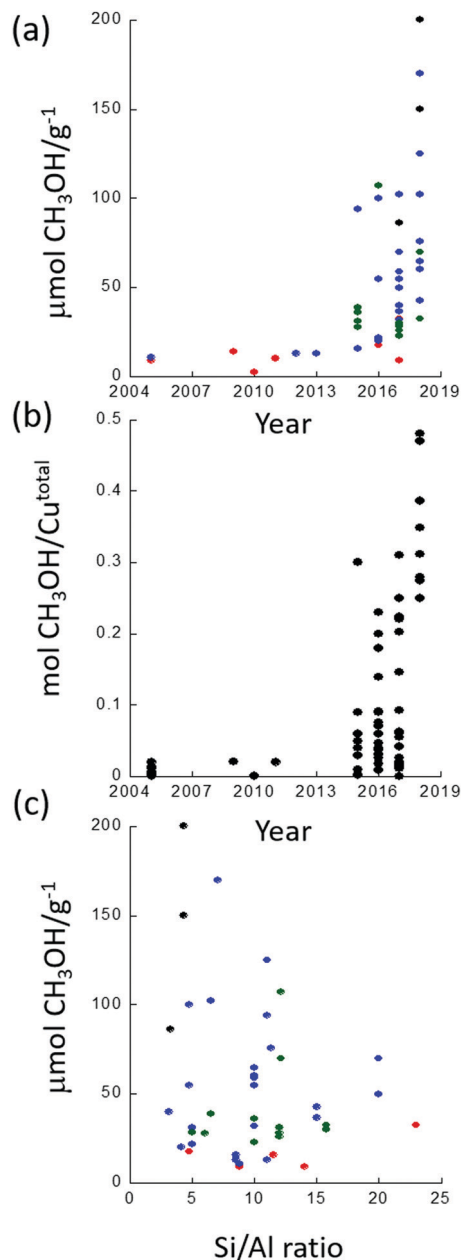 (a)
200
150
100
50
0
μmol CH₃OH/g⁻¹
2004 2007 2010 2013 2016 2019
Year
(b)
0.5
0.4
0.3
0.2
0.1
0
mol CH₃OH/Cuᵗᵒᵗᵃˡ
2004 2007 2010 2013 2016 2019
Year
(c)
200
150
100
50
0
μmol CH₃OH/g⁻¹
0 5 10 15 20 25
Si/Al ratio